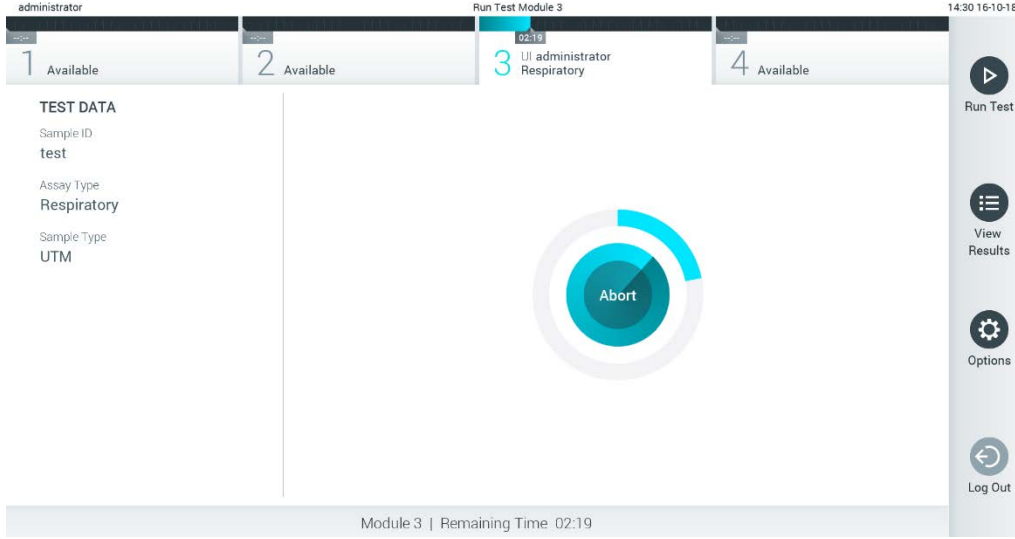 administrator
Run Test Module 3
14:30 16-10-18
--:--
1 Available
--:--
2 Available
02:19
3 UI administrator
Respiratory
--:--
4 Available
TEST DATA
Sample ID
test
Assay Type
Respiratory
Sample Type
UTM
Abort
Run Test
View
Results
Options
Log Out
Module 3 | Remaining Time 02:19